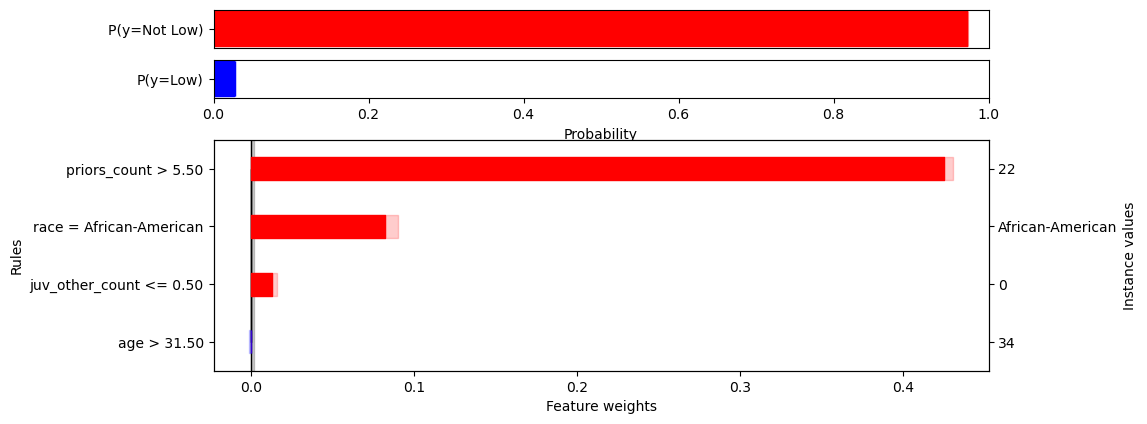 P(y=Not Low)
P(y=Low)
0.0 0.2 0.4 0.6 0.8 1.0
Probability
priors_count > 5.50 22
race = African-American African-American
juv_other_count <= 0.50 0
age > 31.50 34
Rules
Instance values
0.0 0.1 0.2 0.3 0.4
Feature weights